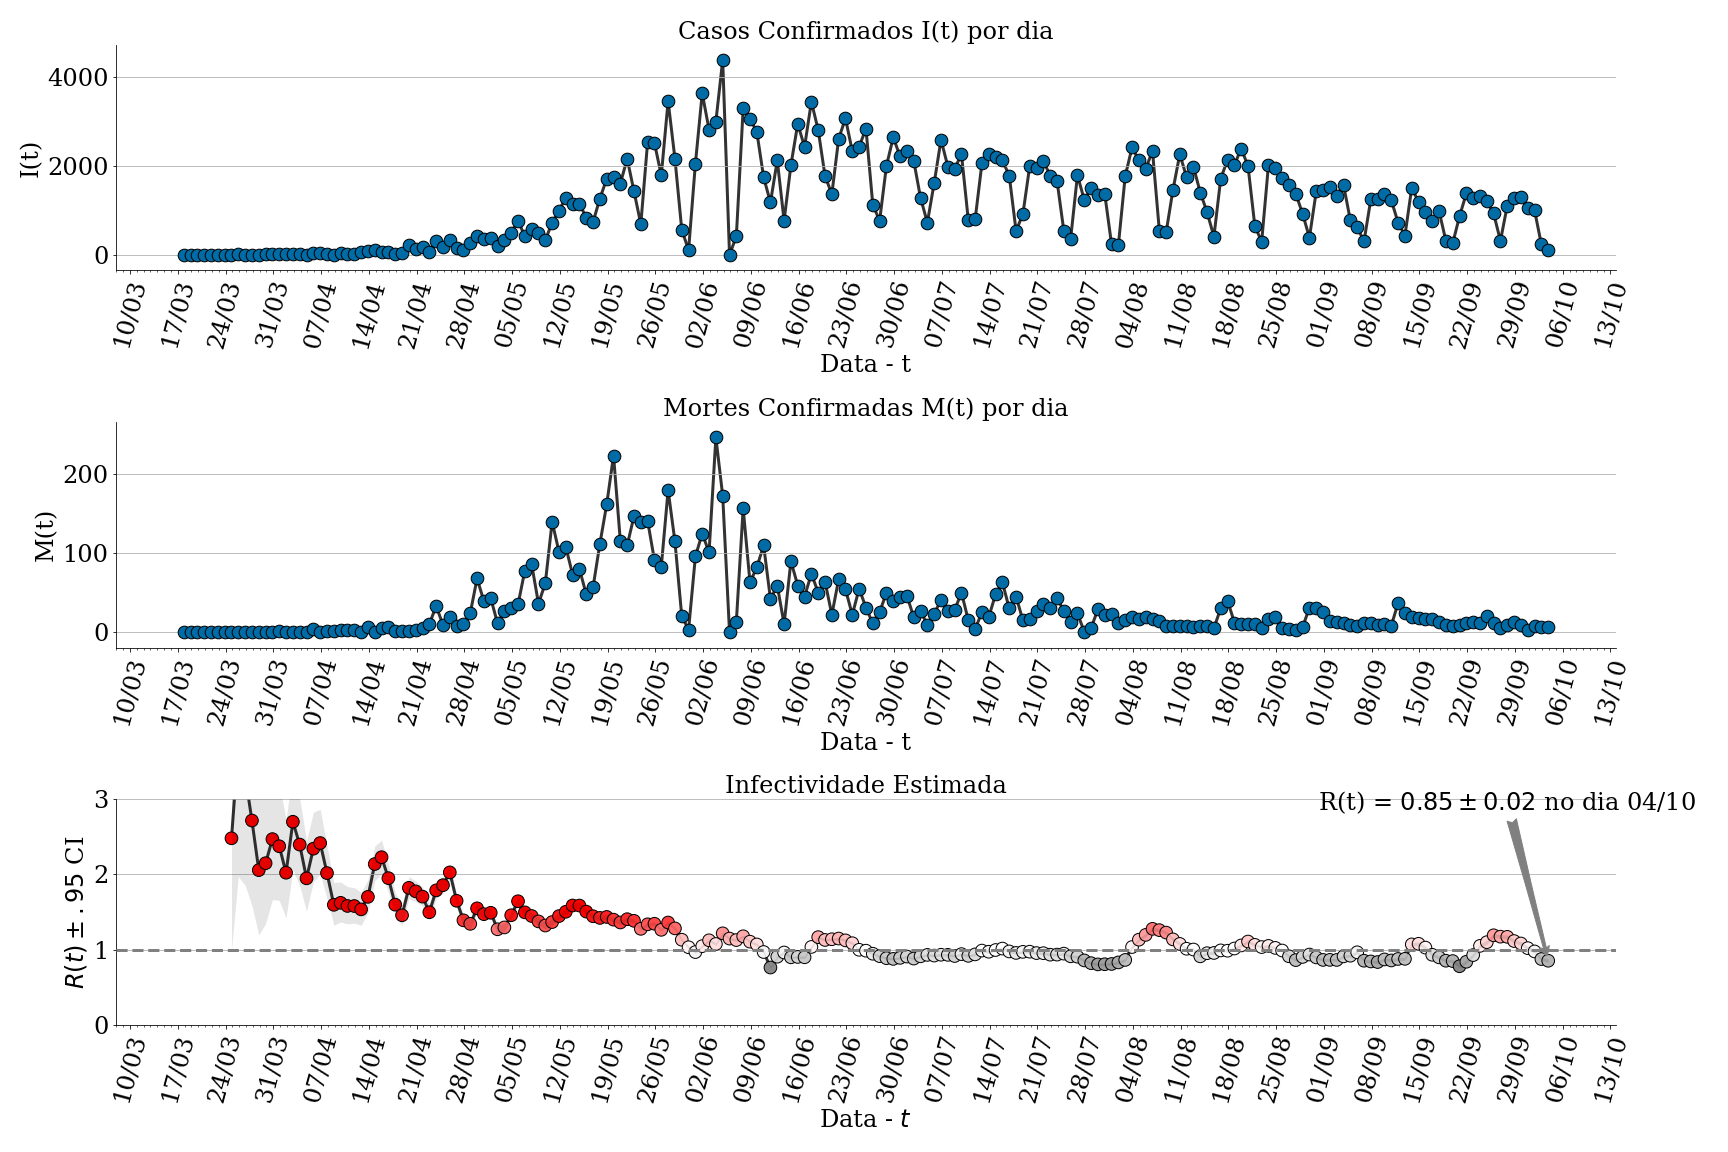 Casos Confirmados I(t) por dia
I(t)
4000
2000
0
10/03 17/03 24/03 31/03 07/04 14/04 21/04 28/04 05/05 12/05 19/05 26/05 02/06 09/06 16/06 23/06 30/06 07/07 14/07 21/07 28/07 04/08 11/08 18/08 25/08 01/09 08/09 15/09 22/09 29/09 06/10 13/10
Data - t
Mortes Confirmadas M(t) por dia
M(t)
200
100
0
10/03 17/03 24/03 31/03 07/04 14/04 21/04 28/04 05/05 12/05 19/05 26/05 02/06 09/06 16/06 23/06 30/06 07/07 14/07 21/07 28/07 04/08 11/08 18/08 25/08 01/09 08/09 15/09 22/09 29/09 06/10 13/10
Data - t
Infectividade Estimada
R(t) = 0.85 ± 0.02 no dia 04/10
R(t) ± .95 CI
3
2
1
0
10/03 17/03 24/03 31/03 07/04 14/04 21/04 28/04 05/05 12/05 19/05 26/05 02/06 09/06 16/06 23/06 30/06 07/07 14/07 21/07 28/07 04/08 11/08 18/08 25/08 01/09 08/09 15/09 22/09 29/09 06/10 13/10
Data - t